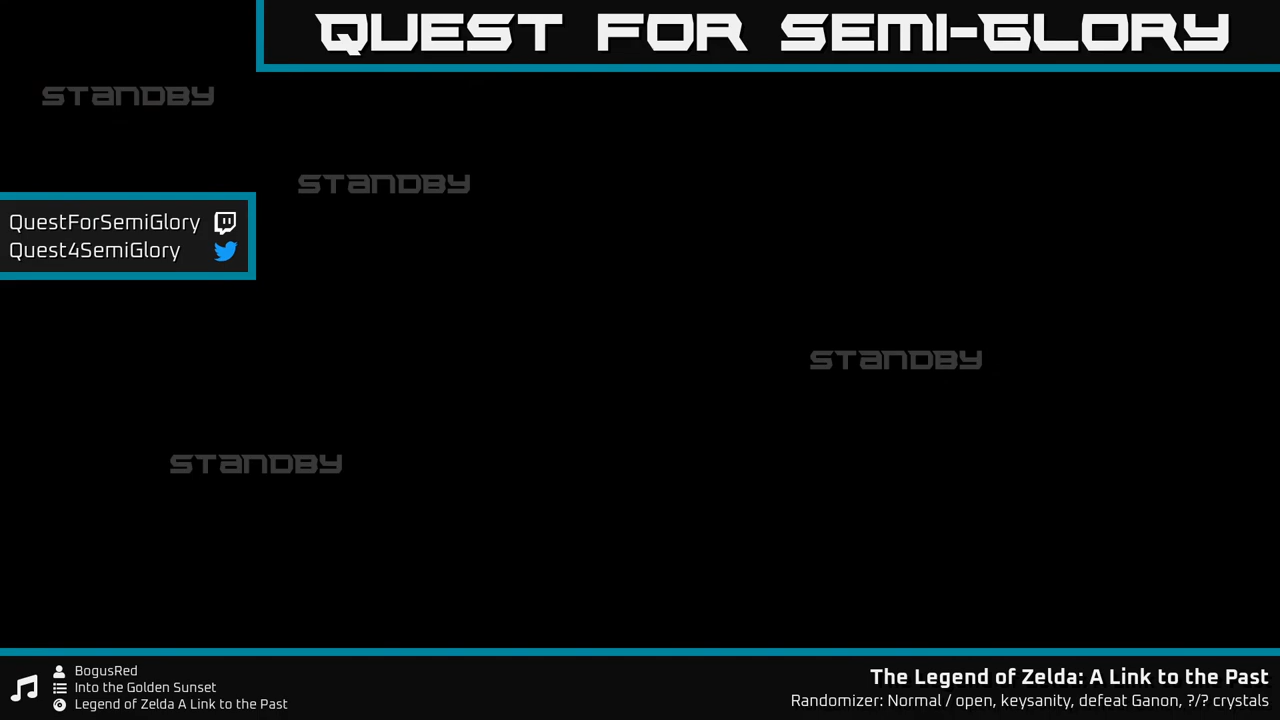 QUEST FOR SEMI-GLORY
STANDBY
STANDBY
QuestForSemiGlory
Quest4SemiGlory
STANDBY
STANDBY
BogusRed
Into the Golden Sunset
Legend of Zelda A Link to the Past
The Legend of Zelda: A Link to the Past
Randomizer: Normal / open, keysanity, defeat Ganon, ?/? crystals